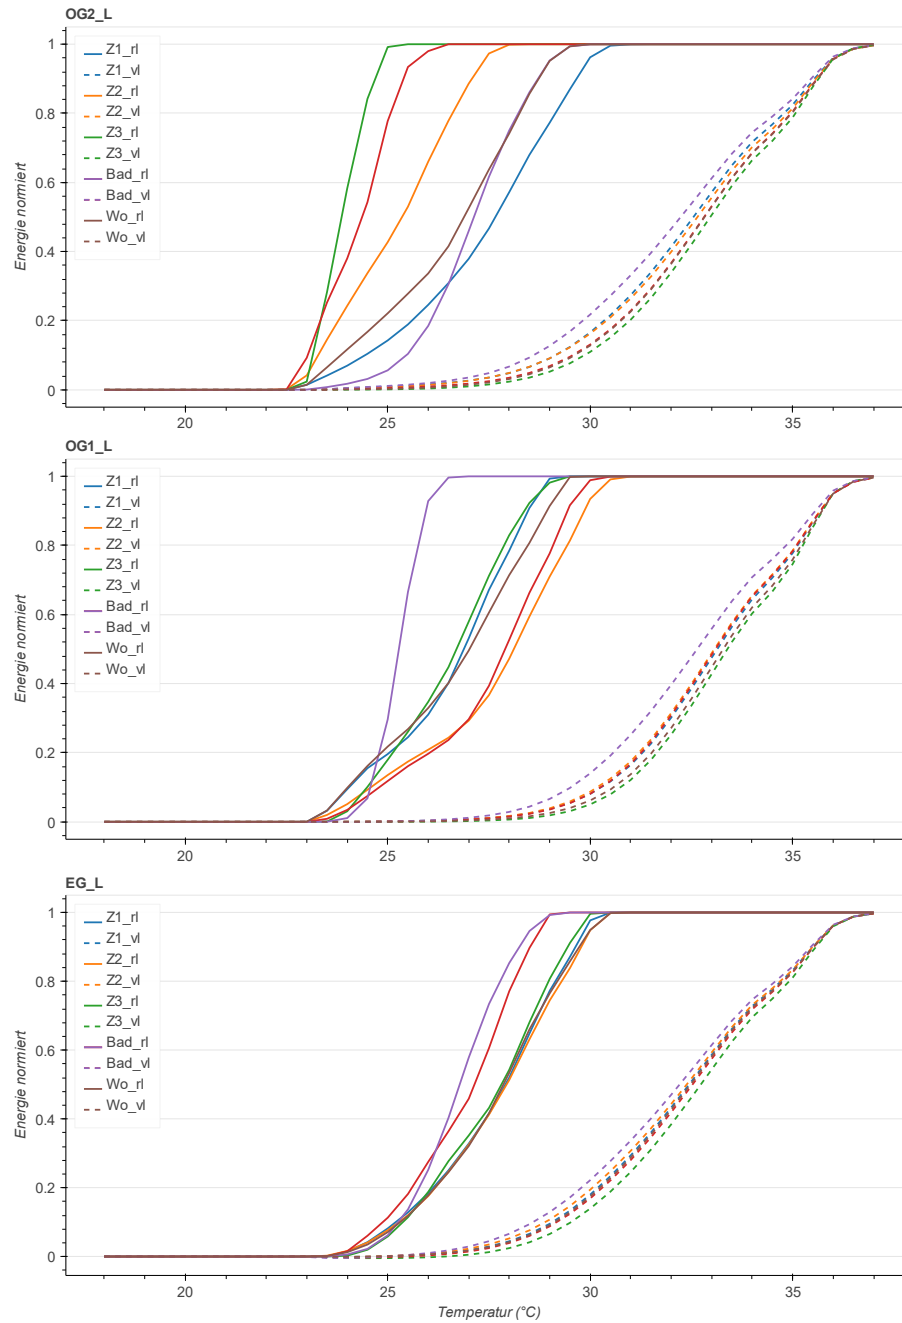 OG2_L
Energie normiert
1
0.8
0.6
0.4
0.2
0
Z1_rl
Z1_vl
Z2_rl
Z2_vl
Z3_rl
Z3_vl
Bad_rl
Bad_vl
Wo_rl
Wo_vl
20 25 30 35
OG1_L
Energie normiert
1
0.8
0.6
0.4
0.2
0
Z1_rl
Z1_vl
Z2_rl
Z2_vl
Z3_rl
Z3_vl
Bad_rl
Bad_vl
Wo_rl
Wo_vl
20 25 30 35
EG_L
Energie normiert
1
0.8
0.6
0.4
0.2
0
Z1_rl
Z1_vl
Z2_rl
Z2_vl
Z3_rl
Z3_vl
Bad_rl
Bad_vl
Wo_rl
Wo_vl
20 25 30 35
Temperatur (°C)